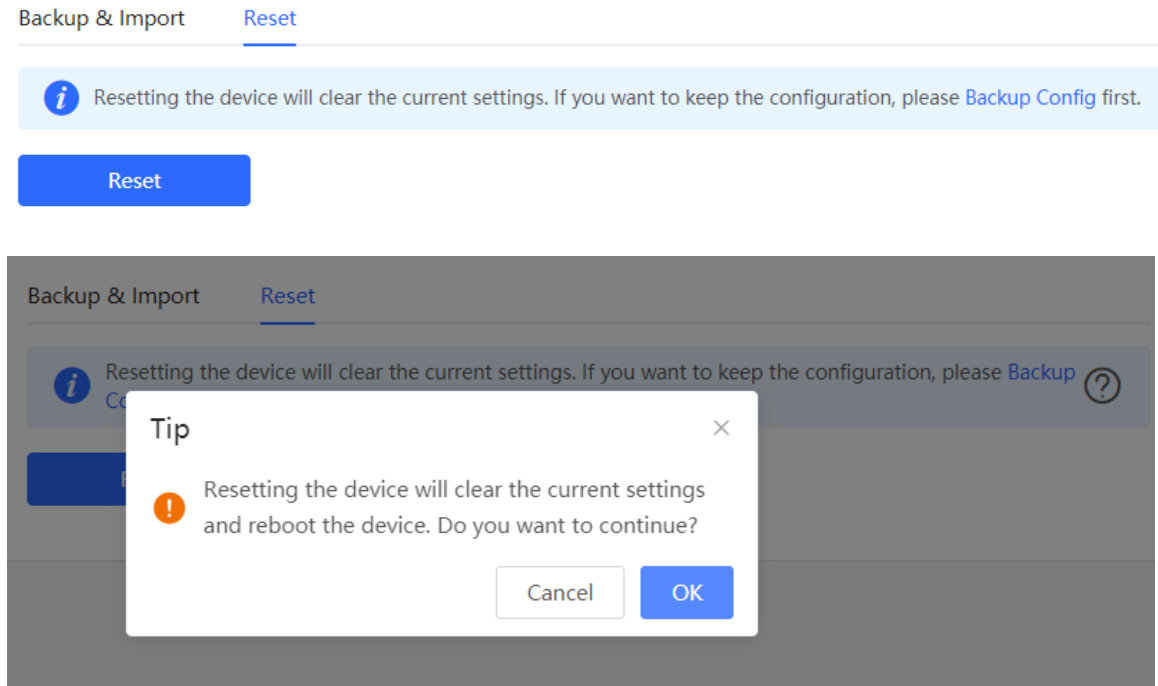 Backup & Import Reset
Resetting the device will clear the current settings. If you want to keep the configuration, please Backup Config first.
Reset
Backup & Import Reset
Resetting the device will clear the current settings. If you want to keep the configuration, please Backup
Tip
Resetting the device will clear the current settings
and reboot the device. Do you want to continue?
Cancel OK